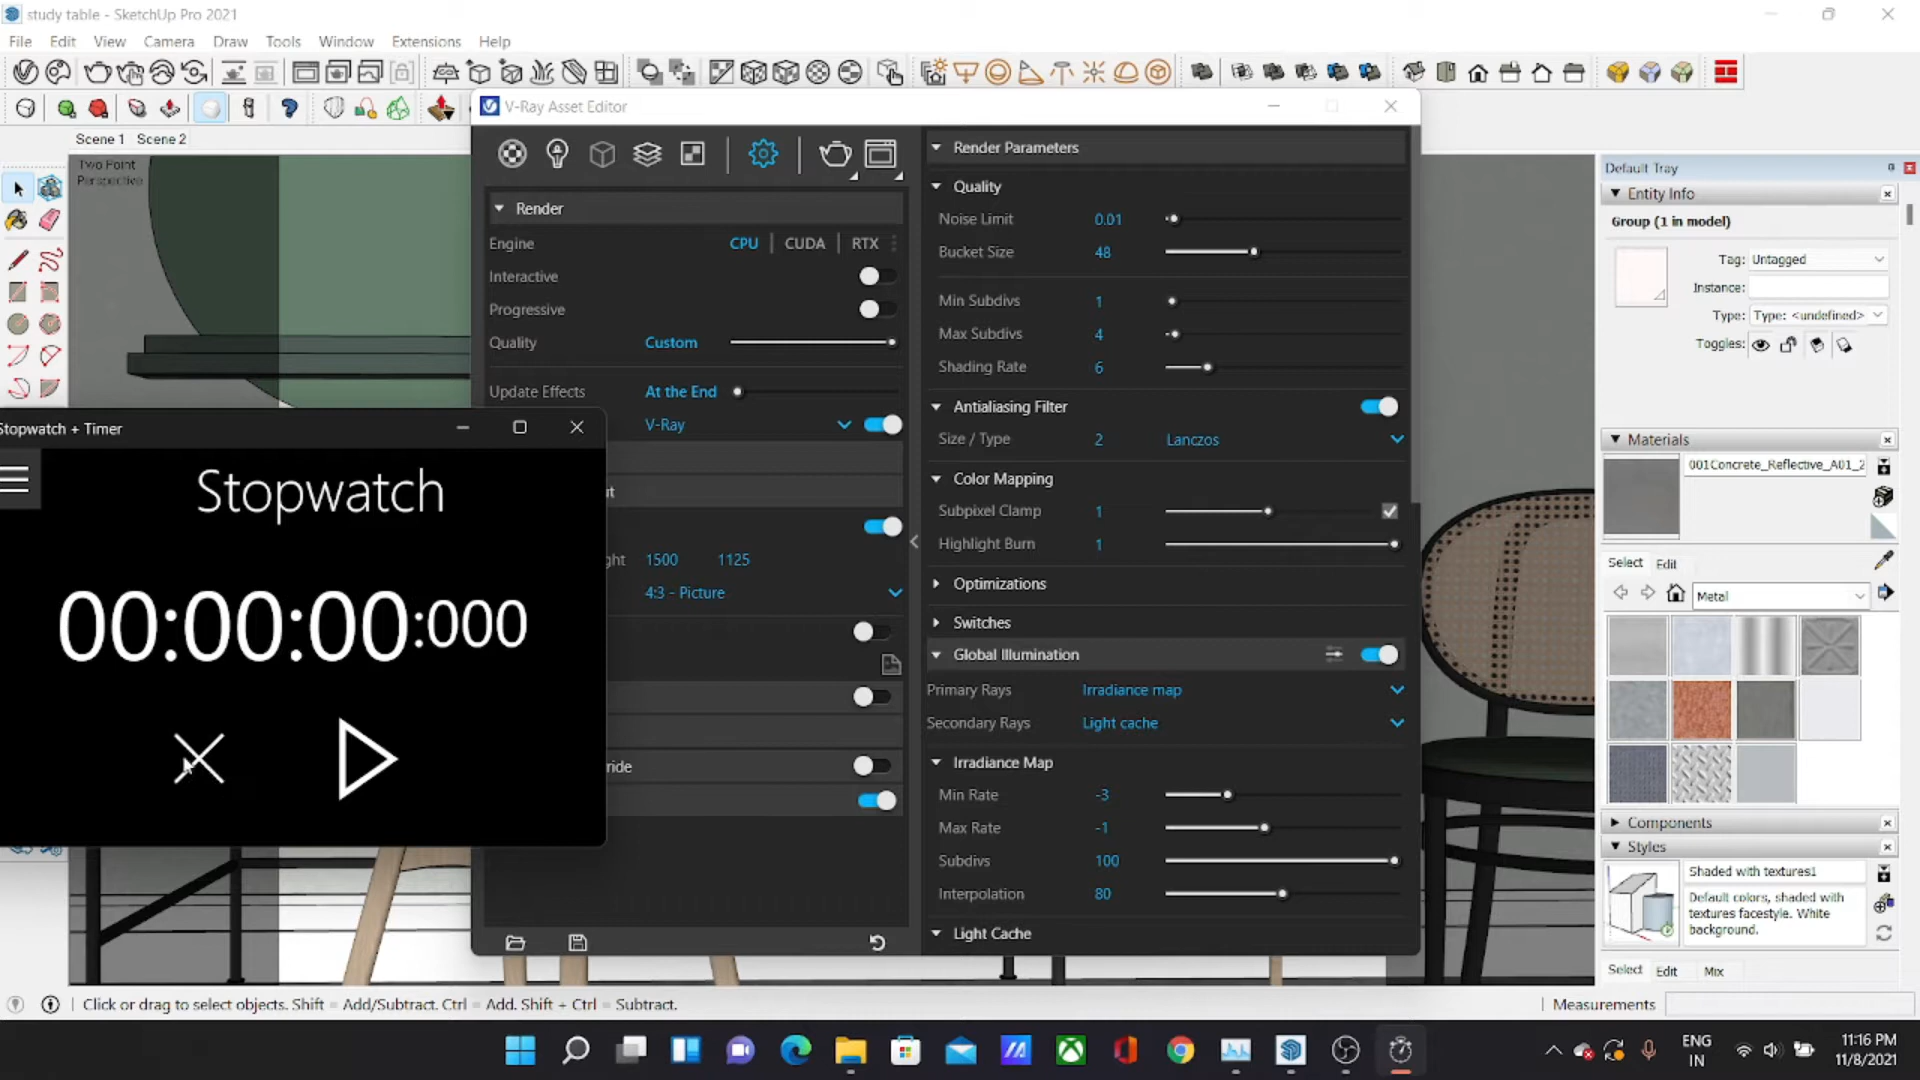 study table - SketchUp Pro 2021
File Edit View Camera Draw Tools Window Extensions Help
Scene 1 Scene 2
Two Point
Perspective
V-Ray Asset Editor
Render
Engine CPU CUDA RTX
Interactive
Progressive
Quality Custom
Update Effects At the End
V-Ray
ut
ght 1500 1125
4:3 - Picture
ride
Render Parameters
Quality
Noise Limit 0.01
Bucket Size 48
Min Subdivs 1
Max Subdivs 4
Shading Rate 6
Antialiasing Filter
Size / Type 2 Lanczos
Color Mapping
Subpixel Clamp 1
Highlight Burn 1
Optimizations
Switches
Global Illumination
Primary Rays Irradiance map
Secondary Rays Light cache
Irradiance Map
Min Rate -3
Max Rate -1
Subdivs 100
Interpolation 80
Light Cache
Stopwatch + Timer
Stopwatch
00:00:00:000
Default Tray
Entity Info
Group (1 in model)
Tag: Untagged
Instance:
Type: Type: <undefined>
Toggles:
Materials
001Concrete_Reflective_A01_2
Select Edit
Metal
Components
Styles
Shaded with textures1
Default colors, shaded with
textures facestyle. White
background.
Select Edit Mix
Click or drag to select objects. Shift = Add/Subtract. Ctrl = Add. Shift + Ctrl = Subtract.
Measurements
ENG
IN
11:16 PM
11/8/2021